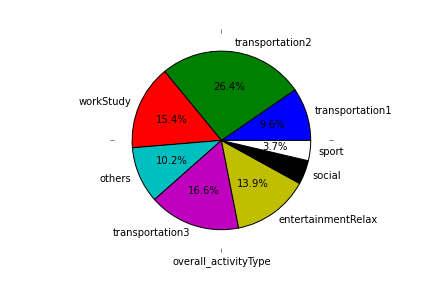 transportation2
26.4%
workStudy
15.4%
transportation1
9.6%
3.7%
sport
others
10.2%
social
16.6%
13.9%
entertainmentRelax
transportation3
overall_activityType